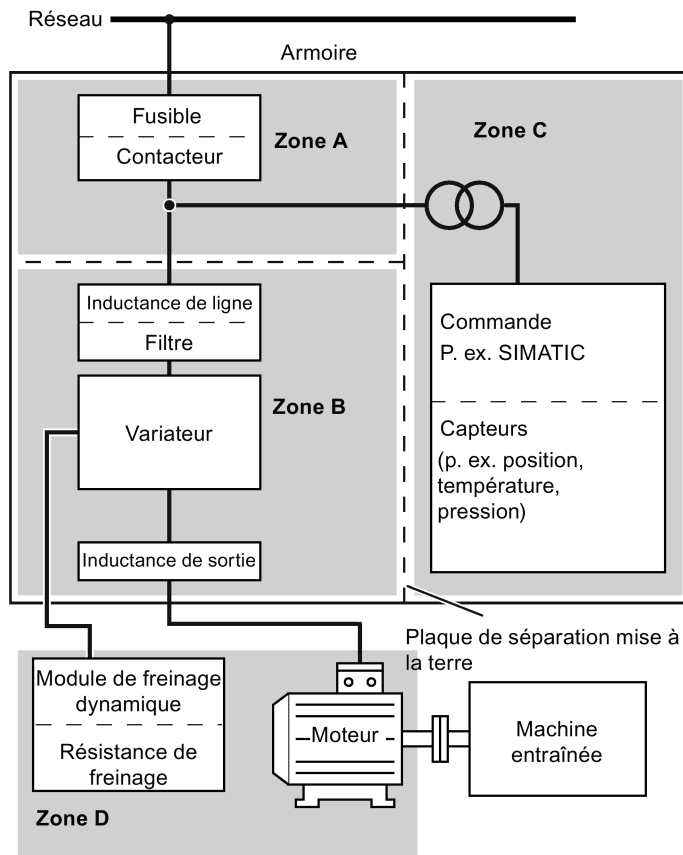 Réseau
Armoire
Fusible
Contacteur
Zone A
Zone C
Inductance de ligne
Filtre
Variateur
Zone B
Inductance de sortie
Commande
P. ex. SIMATIC
Capteurs
(p. ex. position,
température,
pression)
Plaque de séparation mise à
la terre
Module de freinage
dynamique
Résistance de
freinage
Zone D
Moteur
Machine
entraînée